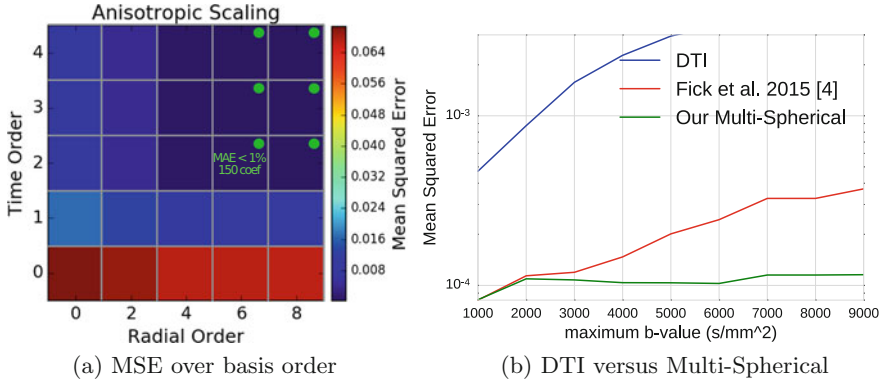 Anisotropic Scaling
4
3
2
1
0
Time Order
MAE < 1%
150 coef
0 2 4 6 8
Radial Order
0.064
0.056
0.048
0.040
0.032
0.024
0.016
0.008
Mean Squared Error
(a) MSE over basis order
DTI
Fick et al. 2015 [4]
Our Multi-Spherical
10^-3
10^-4
Mean Squared Error
1000 2000 3000 4000 5000 6000 7000 8000 9000
maximum b-value (s/mm^2)
(b) DTI versus Multi-Spherical